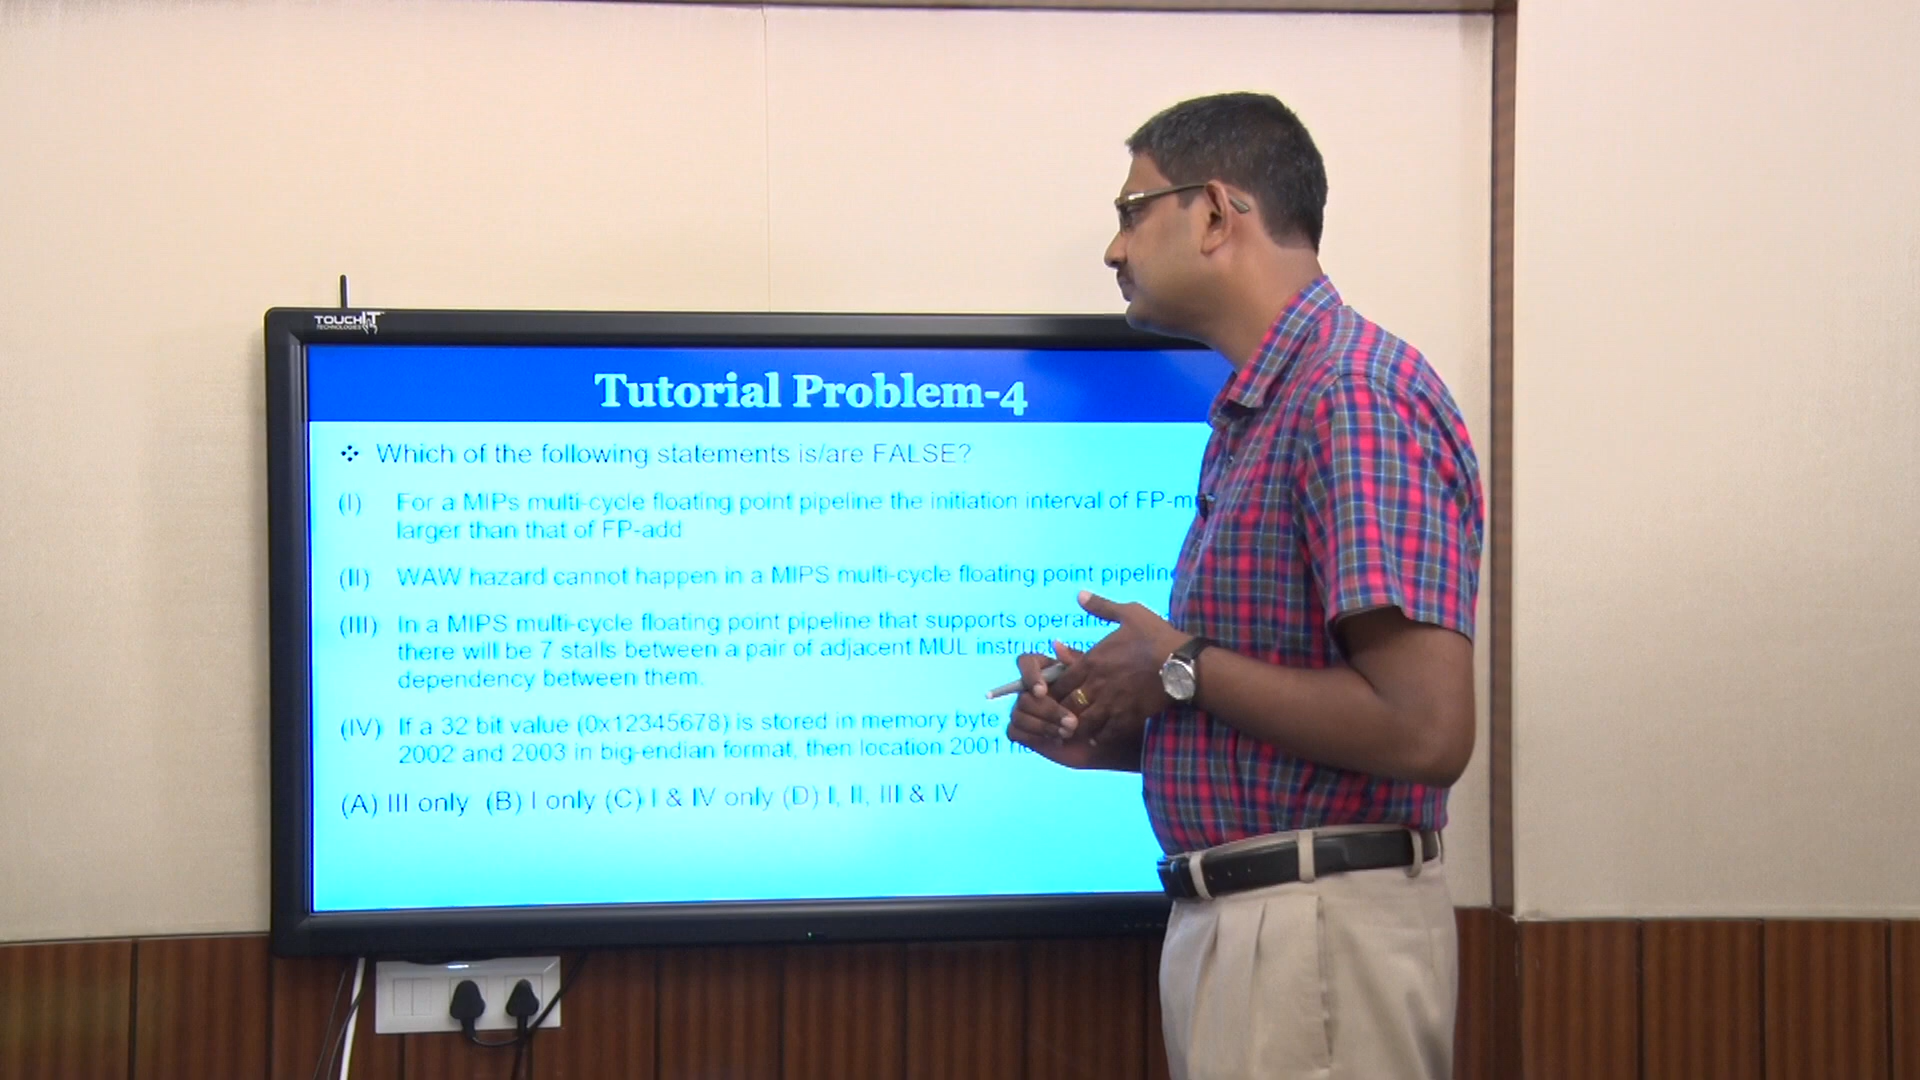 TOUCHIT
TECHNOLOGIES
Tutorial Problem-4
❖ Which of the following statements is/are FALSE?
(I) For a MIPs multi-cycle floating point pipeline the initiation interval of
larger than that of FP-add
(II) WAW hazard cannot happen in a MIPS multi-cycle floating point
(III) In a MIPS multi-cycle floating point pipeline that supports
there will be 7 stalls between a pair of adjacent MUL
dependency between them.
(IV) If a 32 bit value (0x12345678) is stored in memory byte
2002 and 2003 in big-endian format, then location 2001
(A) III only (B) I only (C) I & IV only (D) I, II, III & IV